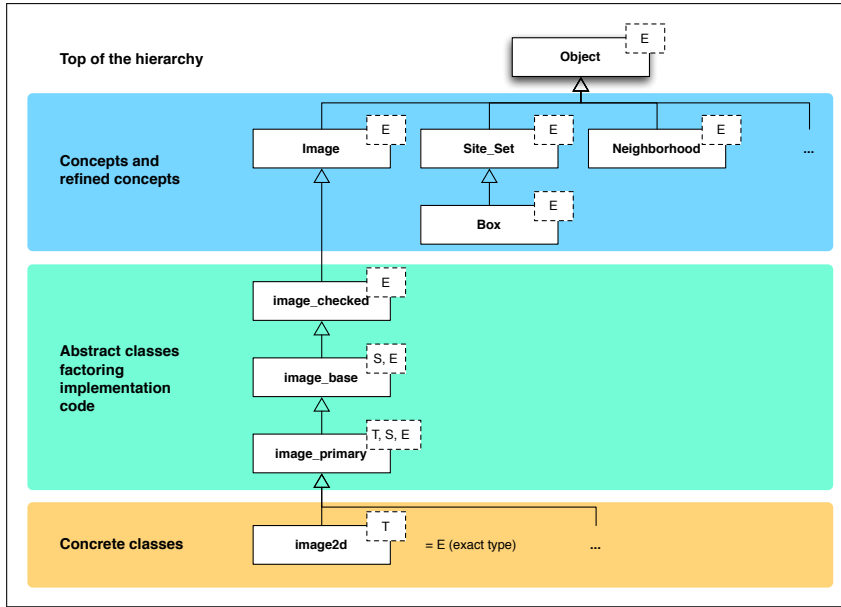 E
Top of the hierarchy
Object
E
E
E
Image
Site_Set
Neighborhood
...
Concepts and
refined concepts
E
Box
E
image_checked
Abstract classes
factoring
implementation
code
S, E
image_base
T, S, E
image_primary
T
Concrete classes
image2d
= E (exact type)
...